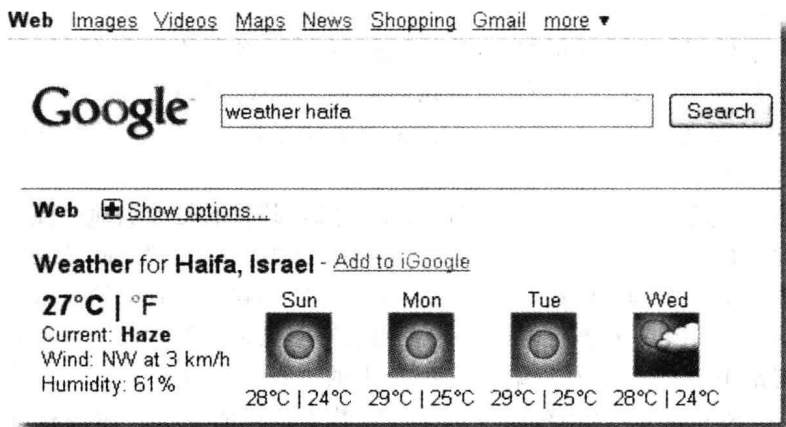 Web Images Videos Maps News Shopping Gmail more ▼
Google weather haifa Search
Web Show options...
Weather for Haifa, Israel - Add to iGoogle
27°C | °F
Current: Haze
Wind: NW at 3 km/h
Humidity: 61%
Sun Mon Tue Wed
28°C | 24°C 29°C | 25°C 29°C | 25°C 28°C | 24°C